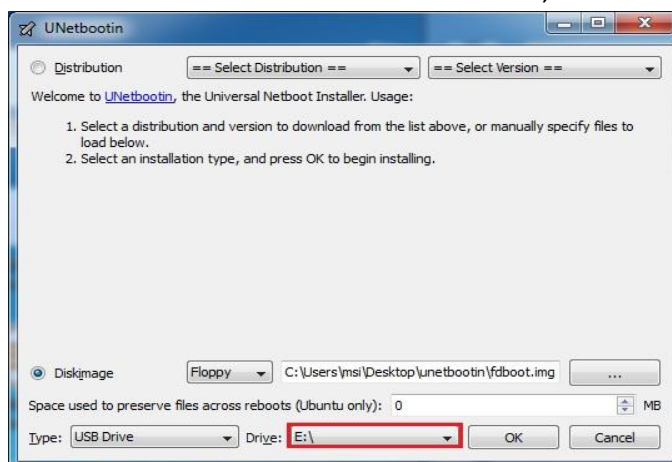 UNetbootin
Distribution == Select Distribution == == Select Version ==
Welcome to UNetbootin, the Universal Netboot Installer. Usage:
1. Select a distribution and version to download from the list above, or manually specify files to
load below.
2. Select an installation type, and press OK to begin installing.
Diskimage Floppy C:\Users\msi\Desktop\unetbootin\fdboot.img ...
Space used to preserve files across reboots (Ubuntu only): 0 MB
Type: USB Drive Drive: E:\ OK Cancel